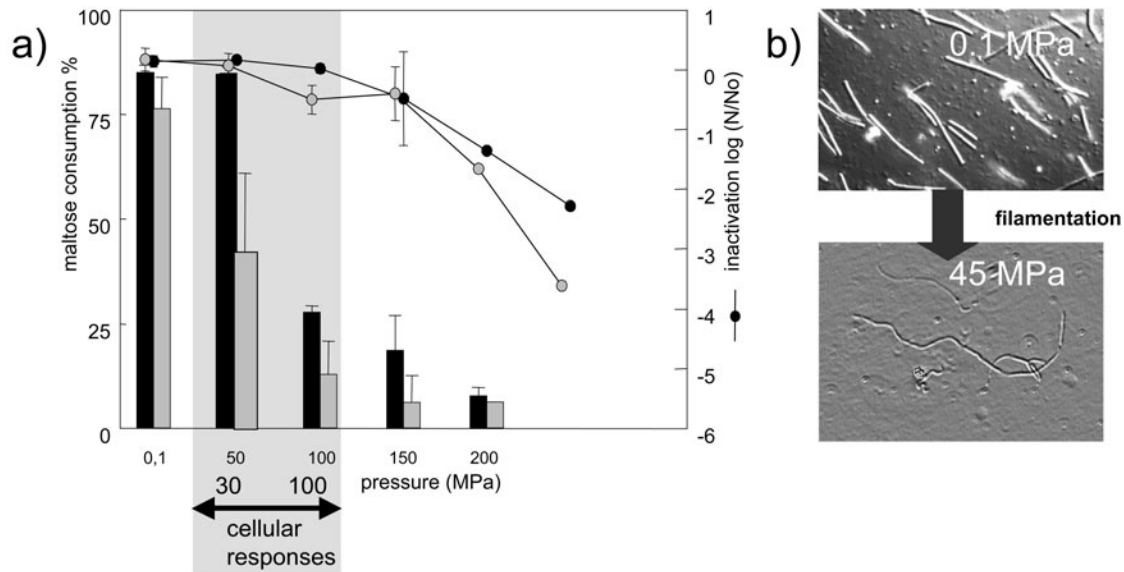 a)
100
75
50
25
0
maltose consumption %
1
0
-1
-2
-3
-4
-5
-6
inactivation log (N/No)
0,1
50
100
150
200
pressure (MPa)
30
100
cellular
responses
b)
0.1 MPa
filamentation
45 MPa